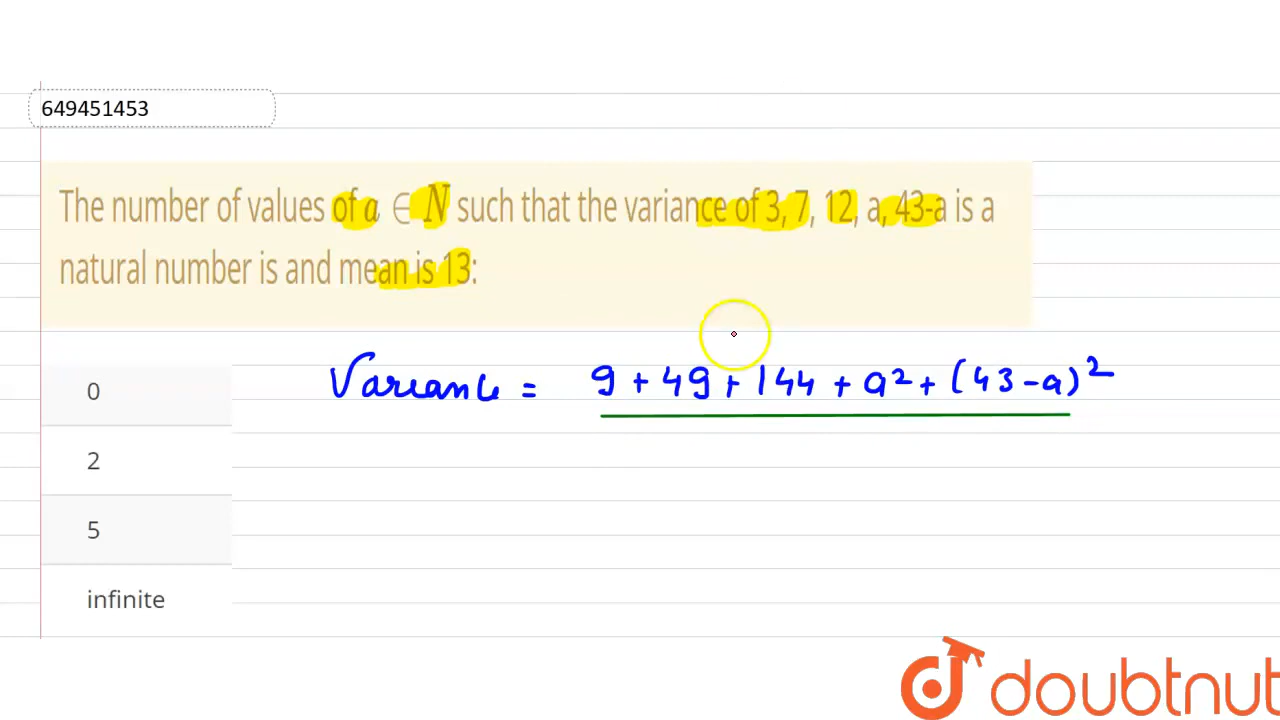 649451453
The number of values of a ∈ N such that the variance of 3, 7, 12, a, 43-a is a
natural number is and mean is 13:
Variance = 9 + 49 + 144 + a² + (43 - a)²
0
2
5
infinite
doubtnut